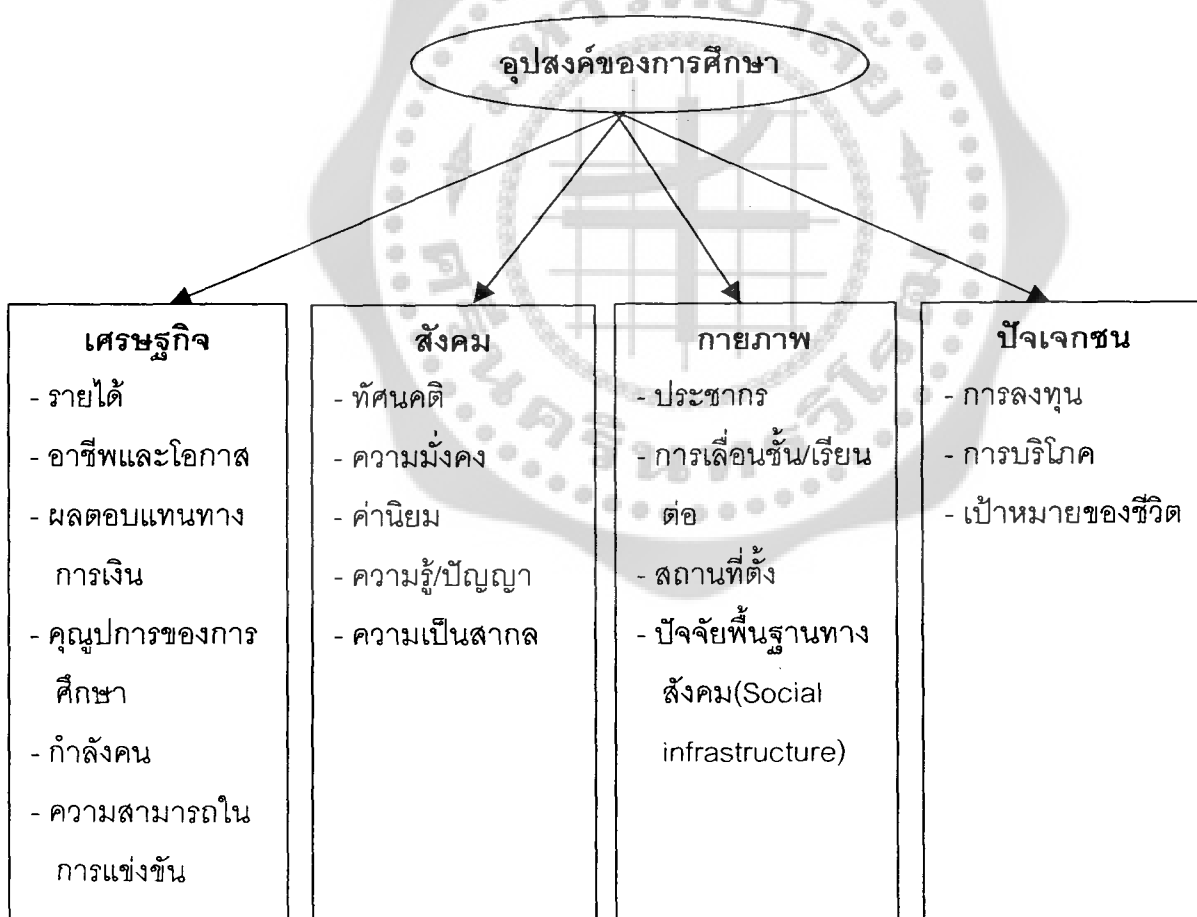 อุปสงค์ของการศึกษา
เศรษฐกิจ
- รายได้
- อาชีพและโอกาส
- ผลตอบแทนทาง
การเงิน
- คุณูปการของการ
ศึกษา
- กำลังคน
- ความสามารถใน
การแข่งขัน
สังคม
- ทัศนคติ
- ความมั่งคง
- ค่านิยม
- ความรู้/ปัญญา
- ความเป็นสากล
กายภาพ
- ประชากร
- การเลื่อนชั้น/เรียน
ต่อ
- สถานที่ตั้ง
- ปัจจัยพื้นฐานทาง
สังคม(Social
infrastructure)
ปัจเจกชน
- การลงทุน
- การบริโภค
- เป้าหมายของชีวิต